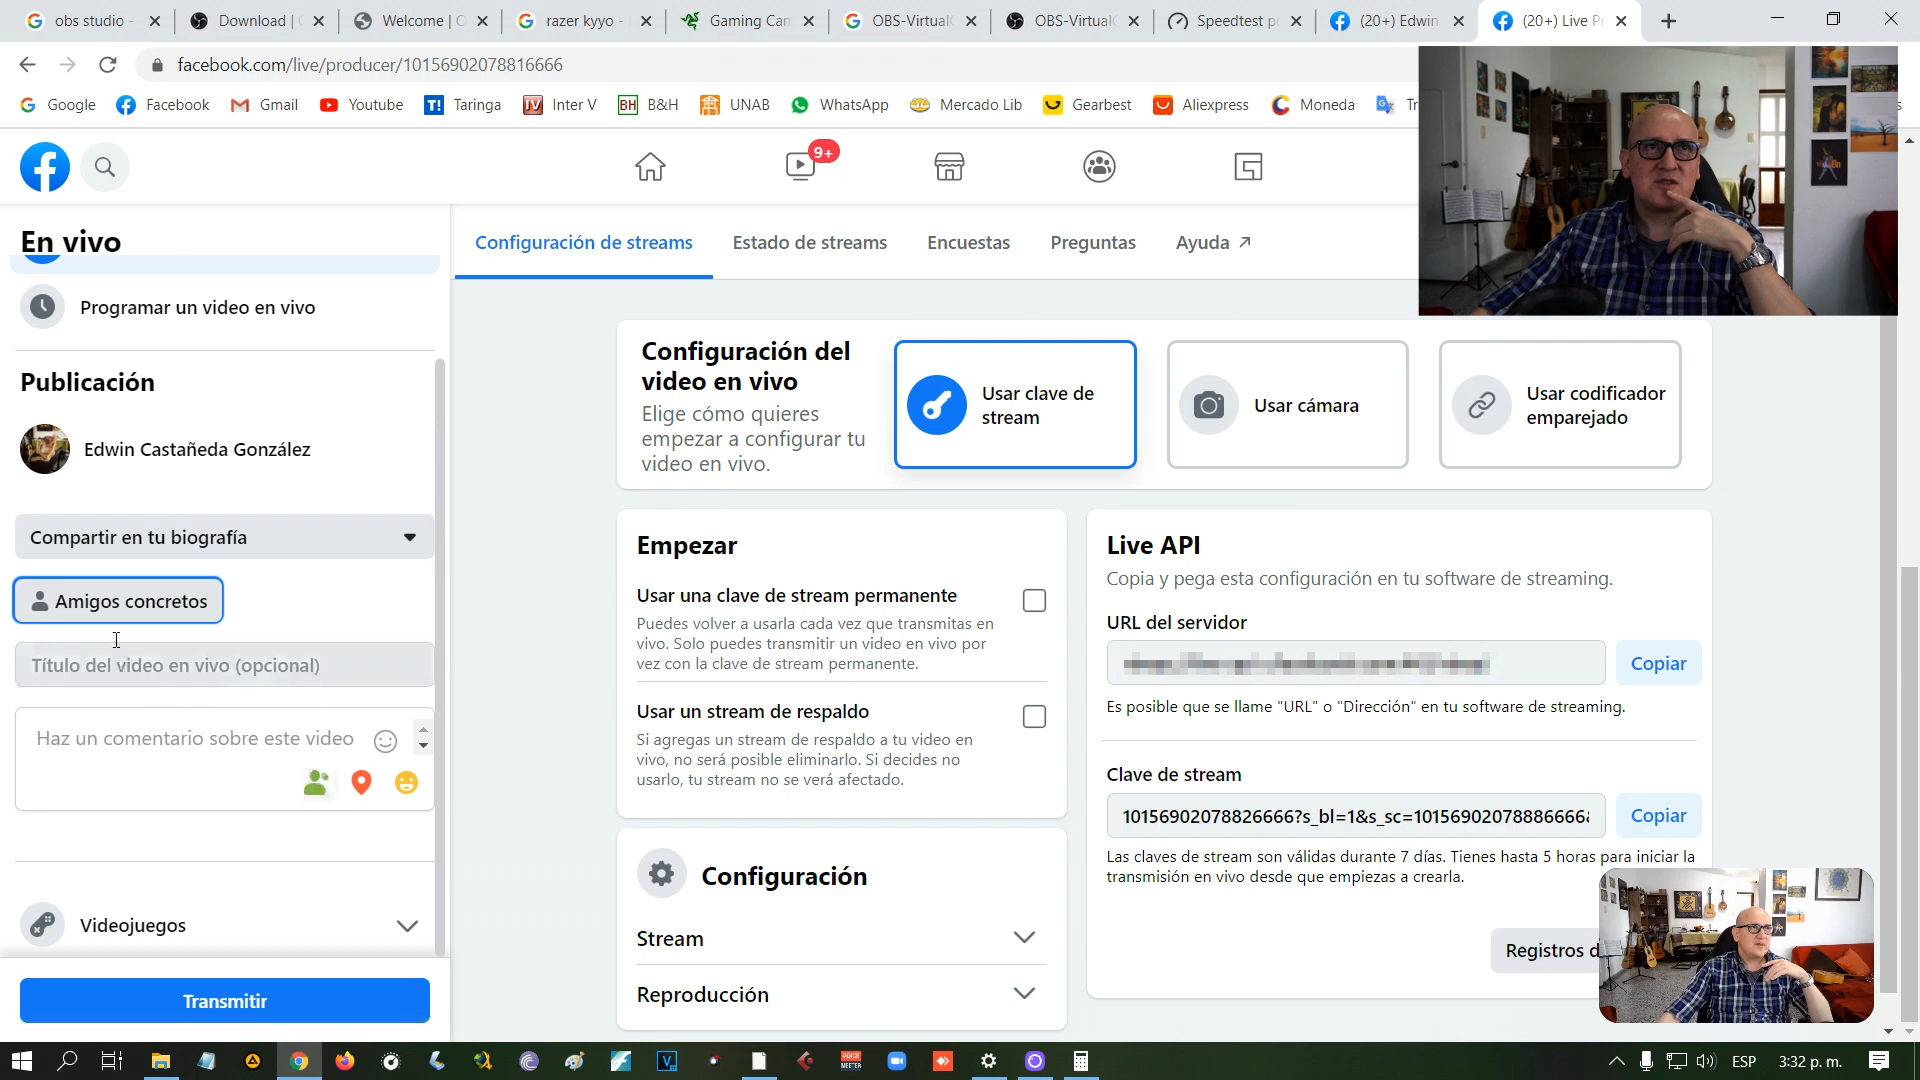 obs studio -
Download |
Welcome |
razer kyyo -
Gaming Cam
OBS-Virtual
OBS-Virtual
Speedtest p
(20+) Edwin
(20+) Live Pr
facebook.com/live/producer/10156902078816666
Google
Facebook
Gmail
Youtube
Taringa
Inter V
B&H
UNAB
WhatsApp
Mercado Lib
Gearbest
Aliexpress
Moneda
Tr
9+
En vivo
Configuración de streams
Estado de streams
Encuestas
Preguntas
Ayuda
Programar un video en vivo
Publicación
Edwin Castañeda González
Compartir en tu biografía
Amigos concretos
Título del video en vivo (opcional)
Haz un comentario sobre este video
Videojuegos
Transmitir
Configuración del
video en vivo
Elige cómo quieres
empezar a configurar tu
video en vivo.
Usar clave de
stream
Usar cámara
Usar codificador
emparejado
Empezar
Usar una clave de stream permanente
Puedes volver a usarla cada vez que transmitas en
vivo. Solo puedes transmitir un video en vivo por
vez con la clave de stream permanente.
Usar un stream de respaldo
Si agregas un stream de respaldo a tu video en
vivo, no será posible eliminarlo. Si decides no
usarlo, tu stream no se verá afectado.
Configuración
Stream
Reproducción
Live API
Copia y pega esta configuración en tu software de streaming.
URL del servidor
Copiar
Es posible que se llame "URL" o "Dirección" en tu software de streaming.
Clave de stream
10156902078826666?s_bl=1&s_sc=10156902078886666&
Copiar
Las claves de stream son válidas durante 7 días. Tienes hasta 5 horas para iniciar la
transmisión en vivo desde que empiezas a crearla.
Registros d
ESP
3:32 p. m.